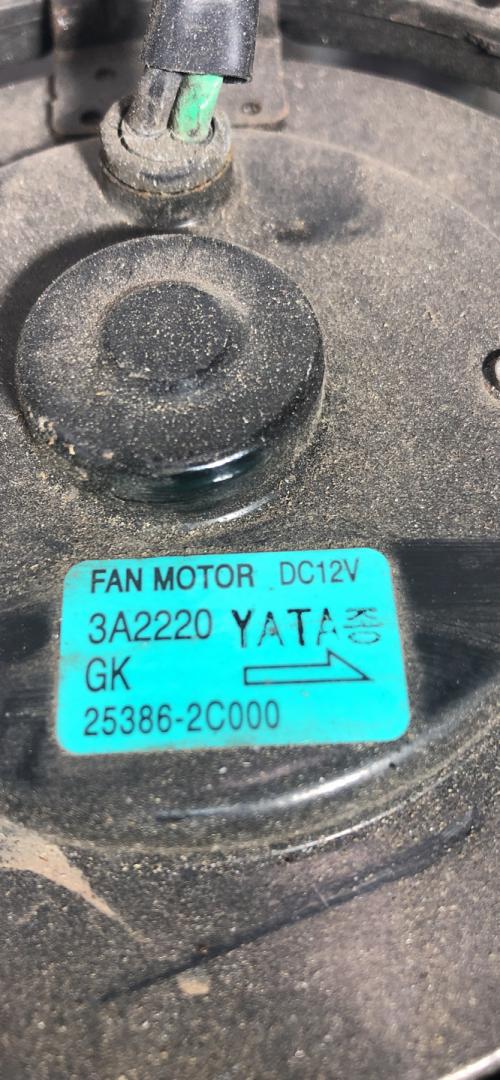 FAN MOTOR DC12V
3A2220 YATA
GK
25386-2C000